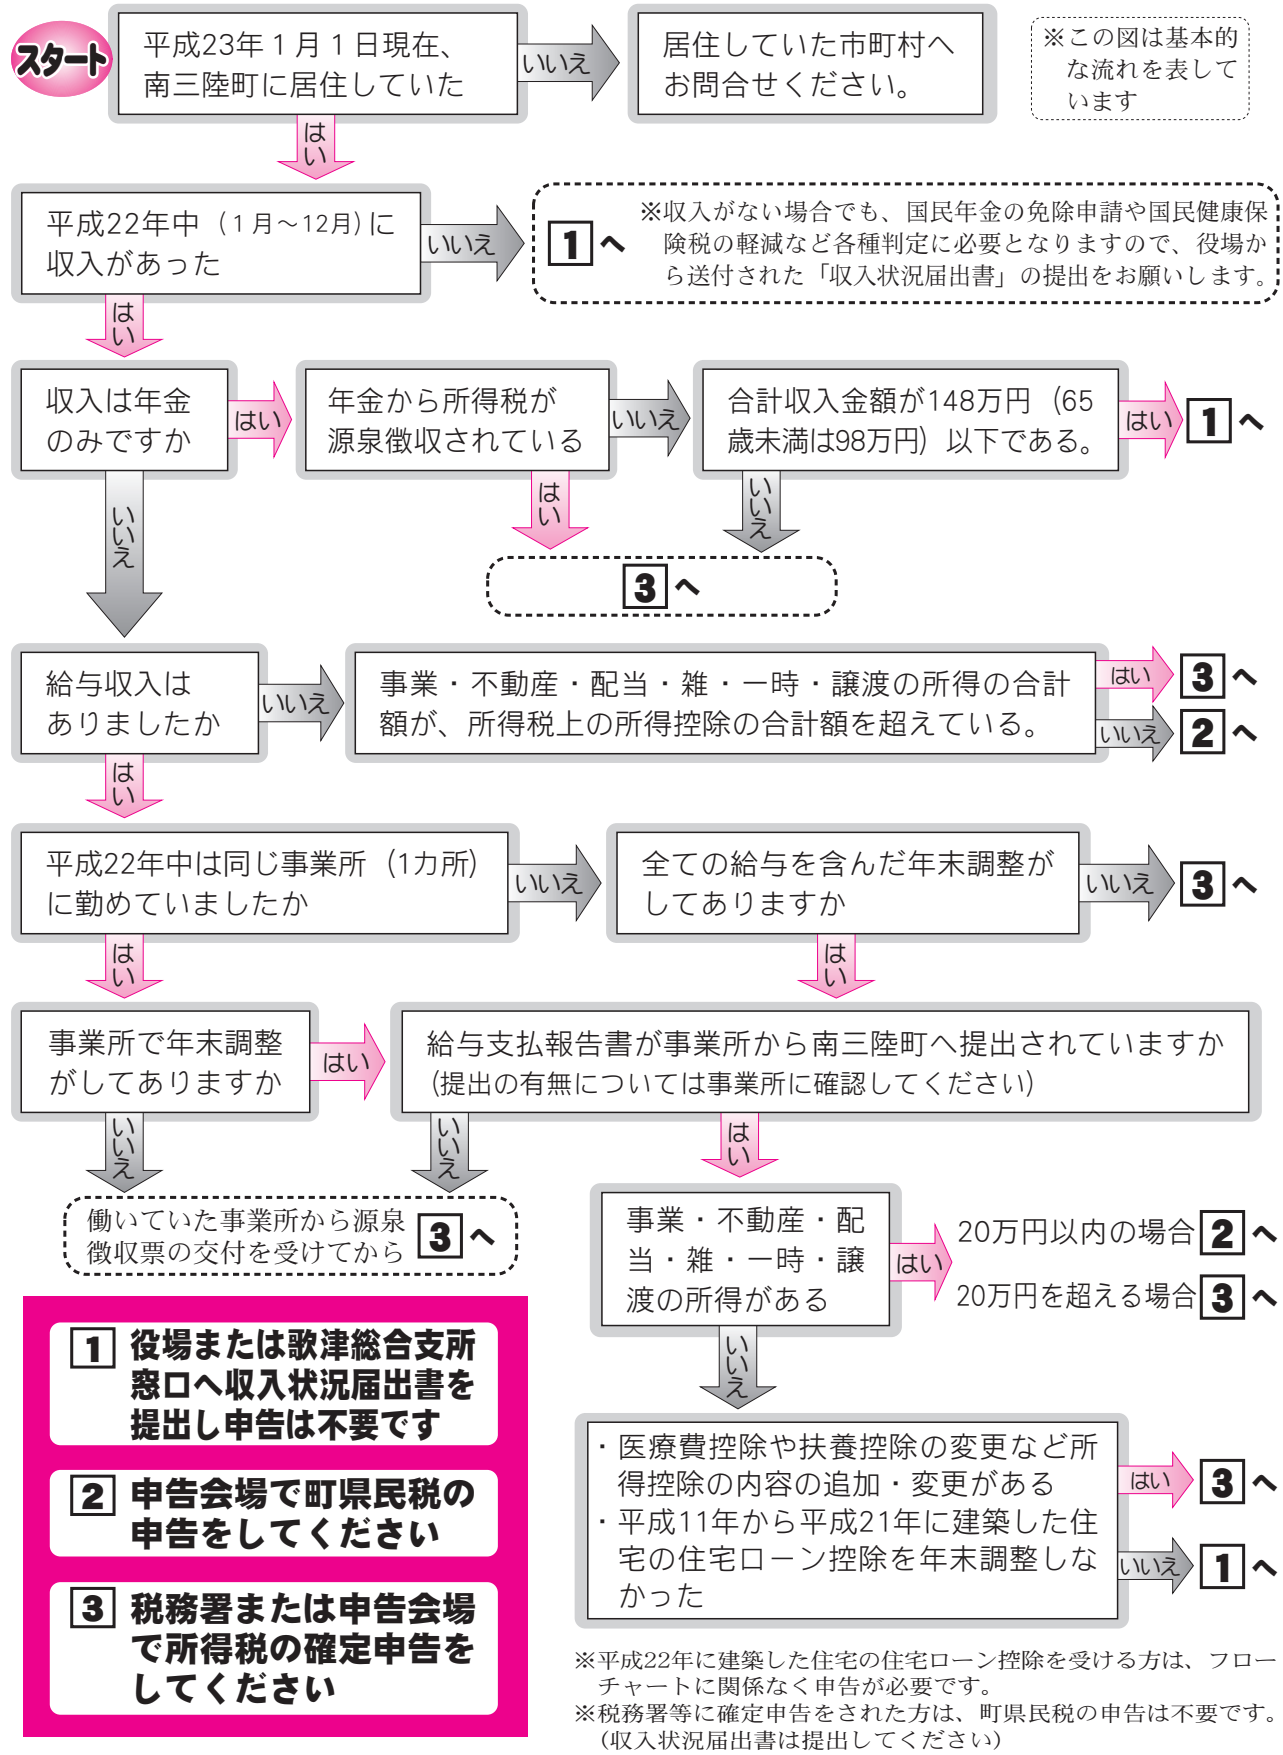 スタート
平成23年1月1日現在、
南三陸町に居住していた
いいえ
居住していた市町村へ
お問合せください。
※この図は基本的
な流れを表して
います
はい
平成22年中（1月～12月）に
収入があった
いいえ
1へ
※収入がない場合でも、国民年金の免除申請や国民健康保
険税の軽減など各種判定に必要となりますので、役場か
ら送付された「収入状況届出書」の提出をお願いします。
はい
収入は年金
のみですか
はい
年金から所得税が
源泉徴収されている
いいえ
合計収入金額が148万円（65
歳未満は98万円）以下である。
はい
1へ
いいえ
はい
いいえ
3へ
給与収入は
ありましたか
いいえ
事業・不動産・配当・雑・一時・譲渡の所得の合計
額が、所得税上の所得控除の合計額を超えている。
はい
3へ
いいえ
2へ
はい
平成22年中は同じ事業所（1カ所）
に勤めていましたか
いいえ
全ての給与を含んだ年末調整が
してありますか
いいえ
3へ
はい
はい
事業所で年末調整
がしてありますか
はい
給与支払報告書が事業所から南三陸町へ提出されていますか
（提出の有無については事業所に確認してください）
いいえ
いいえ
はい
働いていた事業所から源泉
徴収票の交付を受けてから
3へ
事業・不動産・配
当・雑・一時・譲
渡の所得がある
はい
20万円以内の場合2へ
20万円を超える場合3へ
いいえ
・医療費控除や扶養控除の変更など所
得控除の内容の追加・変更がある
・平成11年から平成21年に建築した住
宅の住宅ローン控除を年末調整しな
かった
はい
3へ
いいえ
1へ
1 役場または歌津総合支所
窓口へ収入状況届出書を
提出し申告は不要です
2 申告会場で町県民税の
申告をしてください
3 税務署または申告会場
で所得税の確定申告を
してください
※平成22年に建築した住宅の住宅ローン控除を受ける方は、フロー
チャートに関係なく申告が必要です。
※税務署等に確定申告をされた方は、町県民税の申告は不要です。
（収入状況届出書は提出してください）